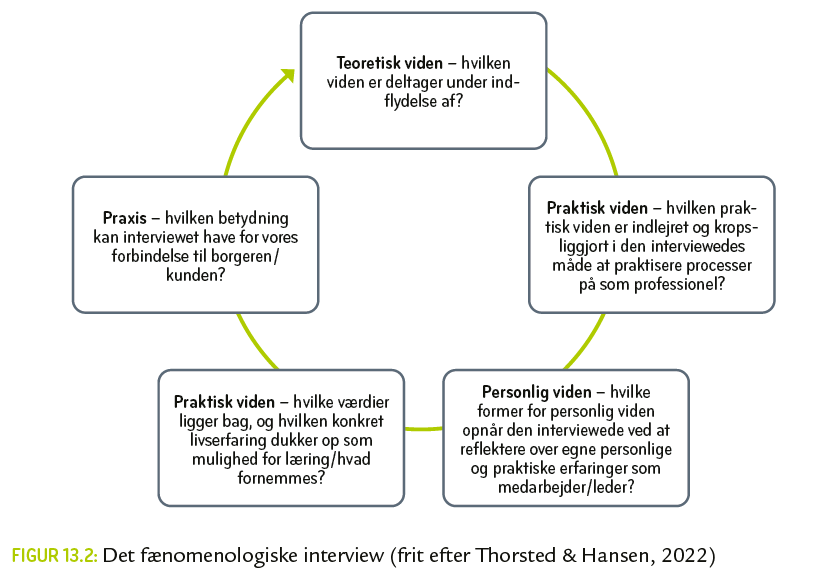 Teoretisk viden – hvilken
viden er deltager under ind-
flydelse af?
Praktisk viden – hvilken prak-
tisk viden er indlejret og krops-
liggjort i den interviewedes
måde at praktisere processer
på som professionel?
Personlig viden – hvilke
former for personlig viden
opnår den interviewede ved at
reflektere over egne personlige
og praktiske erfaringer som
medarbejder/leder?
Praktisk viden – hvilke værdier
ligger bag, og hvilken konkret
livserfaring dukker op som
mulighed for læring/hvad
fornemmes?
Praxis – hvilken betydning
kan interviewet have for vores
forbindelse til borgeren/
kunden?
FIGUR 13.2: Det fænomenologiske interview (frit efter Thorsted & Hansen, 2022)